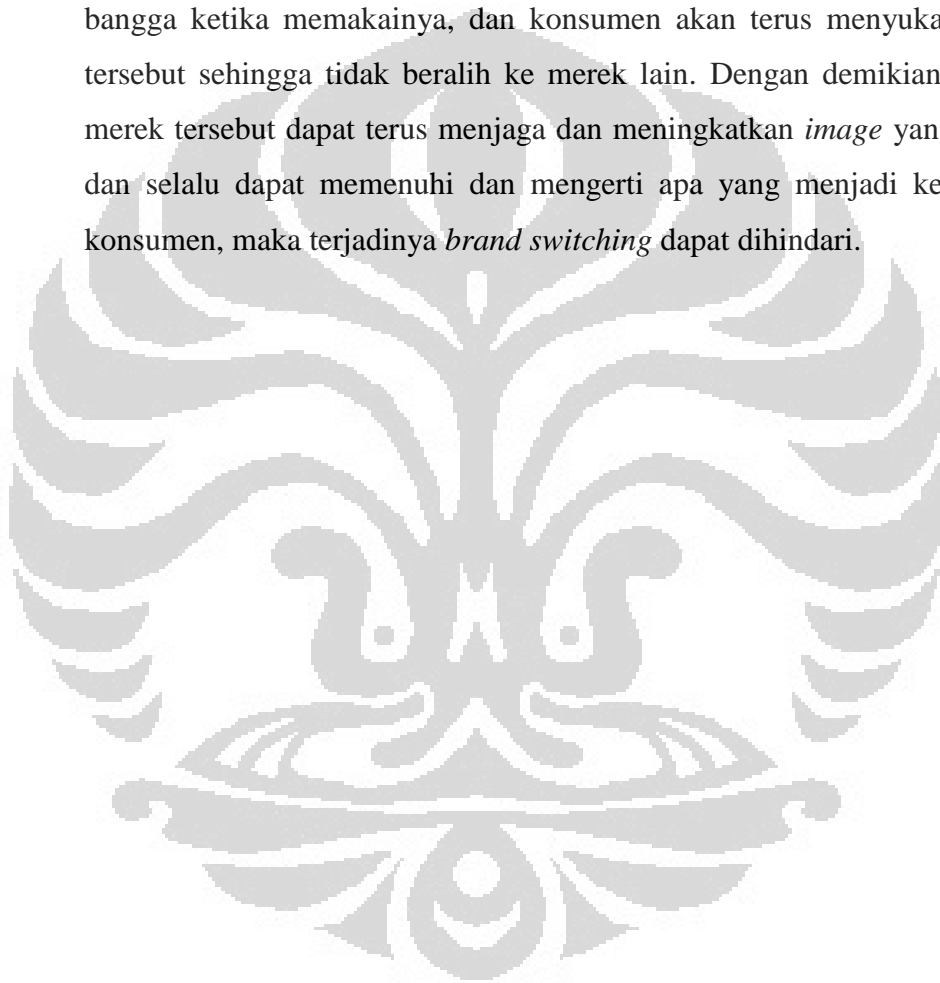 bangga ketika memakainya, dan konsumen akan terus menyuka
tersebut sehingga tidak beralih ke merek lain. Dengan demikian
merek tersebut dapat terus menjaga dan meningkatkan image yan
dan selalu dapat memenuhi dan mengerti apa yang menjadi ke
konsumen, maka terjadinya brand switching dapat dihindari.